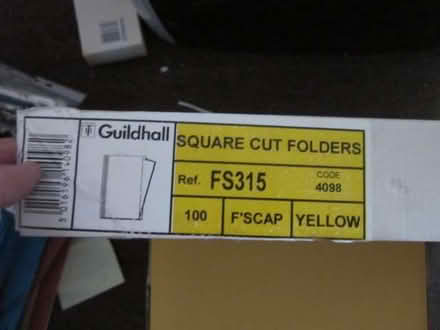 Guildhall
SQUARE CUT FOLDERS
Ref. FS315
CODE
4098
100 F'SCAP YELLOW